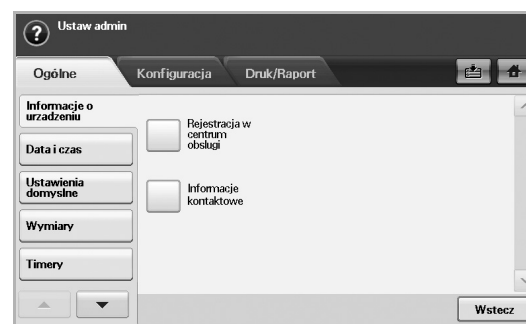 ? Ustaw admin
Ogólne Konfiguracja Druk/Raport
Informacje o
urzadzeniu
Rejestracja w
centrum
obslugi
Data i czas
Ustawienia
domyslne
Informacje
kontaktowe
Wymiary
Timery
Wstecz